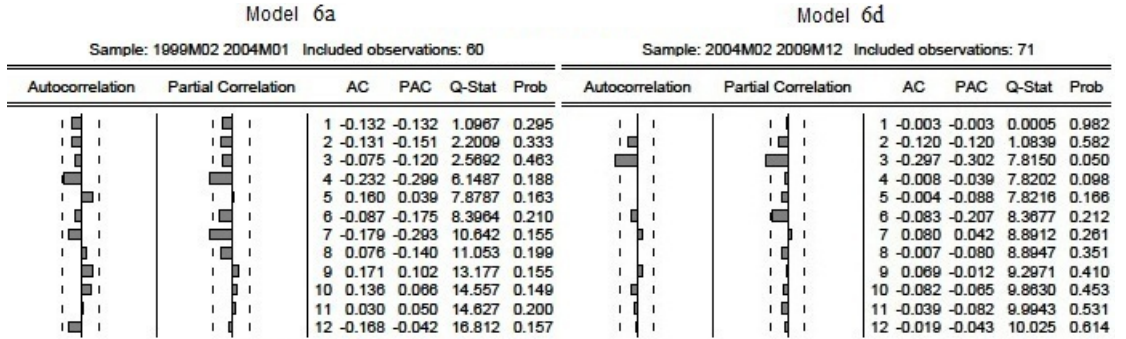 Model 6a
Sample: 1999M02 2004M01 Included observations: 60
Autocorrelation Partial Correlation AC PAC Q-Stat Prob
1 -0.132 -0.132 1.0967 0.295
2 -0.131 -0.151 2.2009 0.333
3 -0.075 -0.120 2.5692 0.463
4 -0.232 -0.299 6.1487 0.188
5 0.160 0.039 7.8787 0.163
6 -0.087 -0.175 8.3964 0.210
7 -0.179 -0.293 10.642 0.155
8 0.076 -0.140 11.053 0.199
9 0.171 0.102 13.177 0.155
10 0.136 0.066 14.557 0.149
11 0.030 0.050 14.627 0.200
12 -0.168 -0.042 16.812 0.157
Model 6d
Sample: 2004M02 2009M12 Included observations: 71
Autocorrelation Partial Correlation AC PAC Q-Stat Prob
1 -0.003 -0.003 0.0005 0.982
2 -0.120 -0.120 1.0839 0.582
3 -0.297 -0.302 7.8150 0.050
4 -0.008 -0.039 7.8202 0.098
5 -0.004 -0.088 7.8216 0.166
6 -0.083 -0.207 8.3677 0.212
7 0.080 0.042 8.8912 0.261
8 -0.007 -0.080 8.8947 0.351
9 0.069 -0.012 9.2971 0.410
10 -0.082 -0.065 9.8630 0.453
11 -0.039 -0.082 9.9943 0.531
12 -0.019 -0.043 10.025 0.614